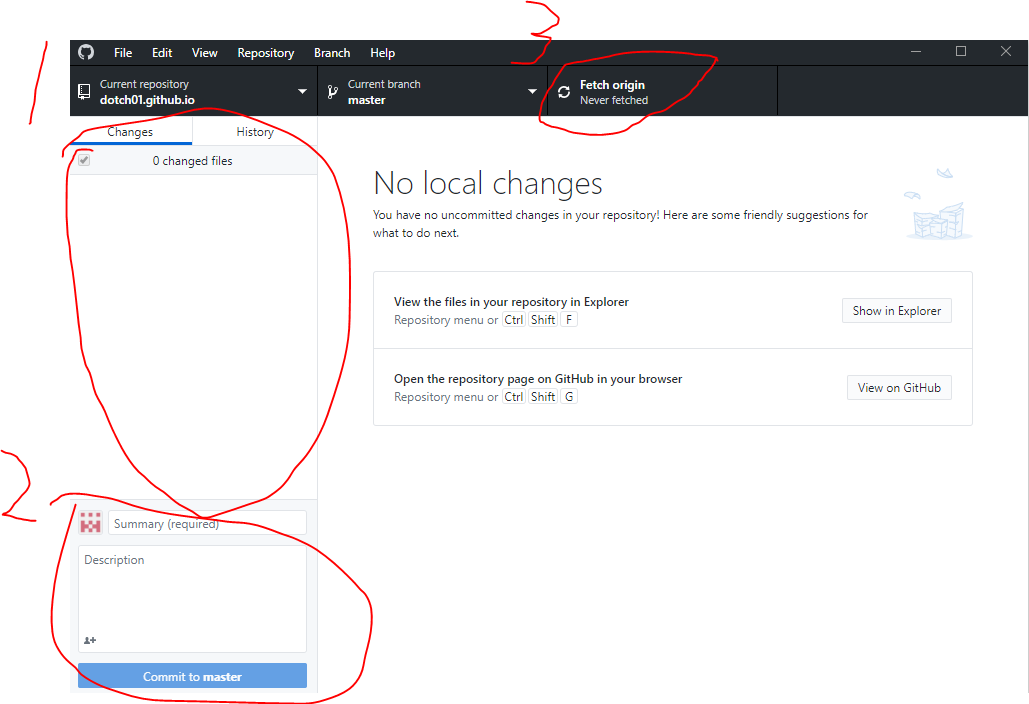 3
1
File Edit View Repository Branch Help
Current repository
dotch01.github.io
Current branch
master
Fetch origin
Never fetched
Changes History
0 changed files
No local changes
You have no uncommitted changes in your repository! Here are some friendly suggestions for
what to do next.
View the files in your repository in Explorer
Repository menu or Ctrl Shift F
Show in Explorer
Open the repository page on GitHub in your browser
Repository menu or Ctrl Shift G
View on GitHub
2
Summary (required)
Description
Commit to master